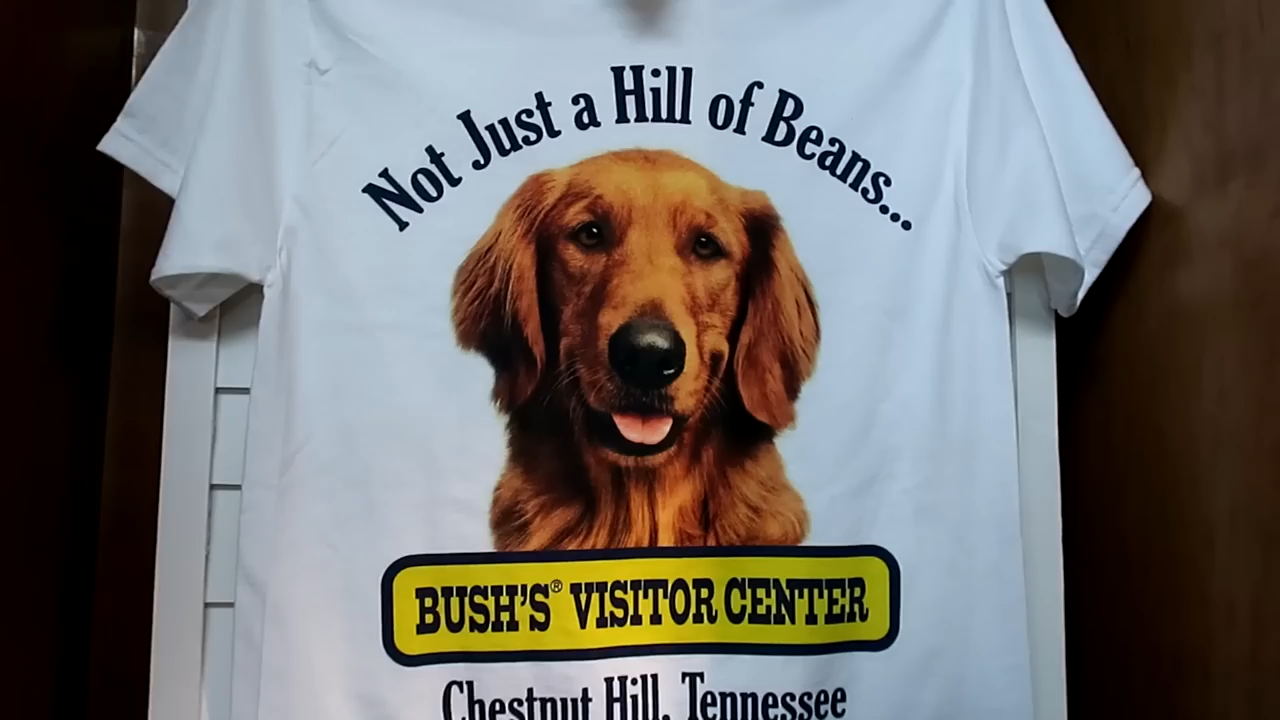 Not Just a Hill of Beans...
BUSH'S® VISITOR CENTER
Chestnut Hill, Tennessee